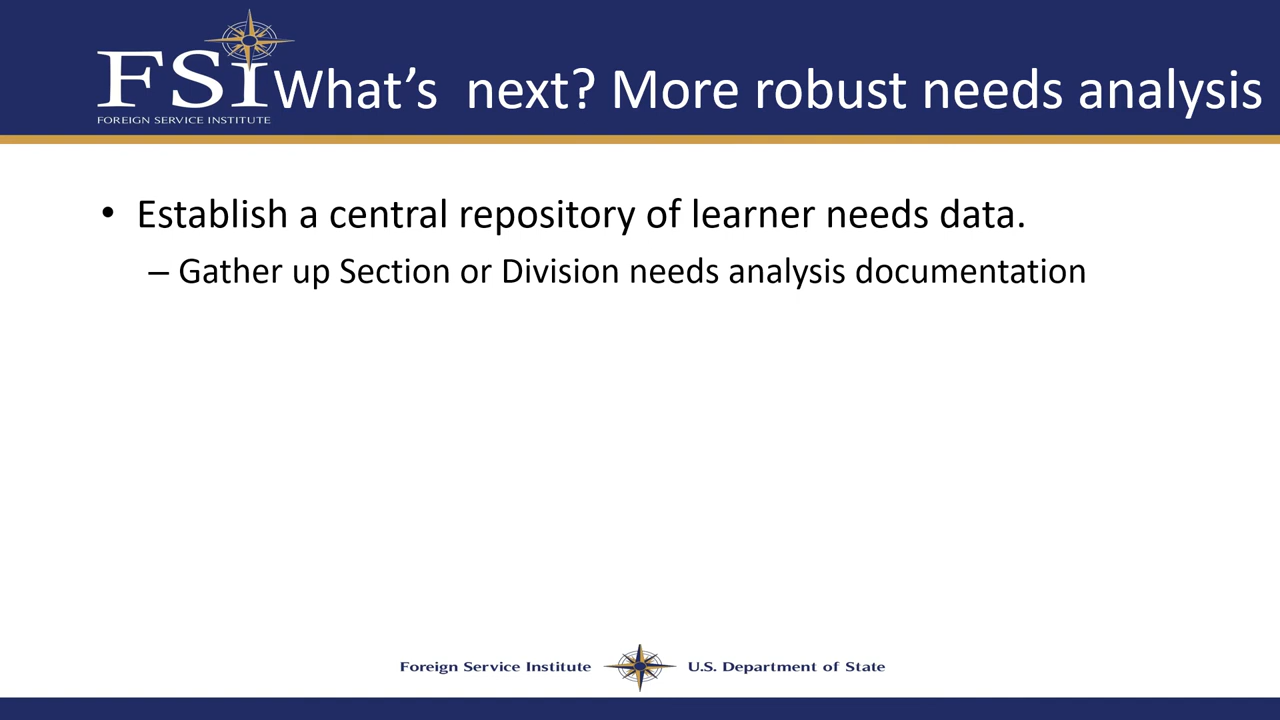 FSI
FOREIGN SERVICE INSTITUTE
What’s  next? More robust needs analysis
• Establish a central repository of learner needs data.
– Gather up Section or Division needs analysis documentation
Foreign Service Institute U.S. Department of State